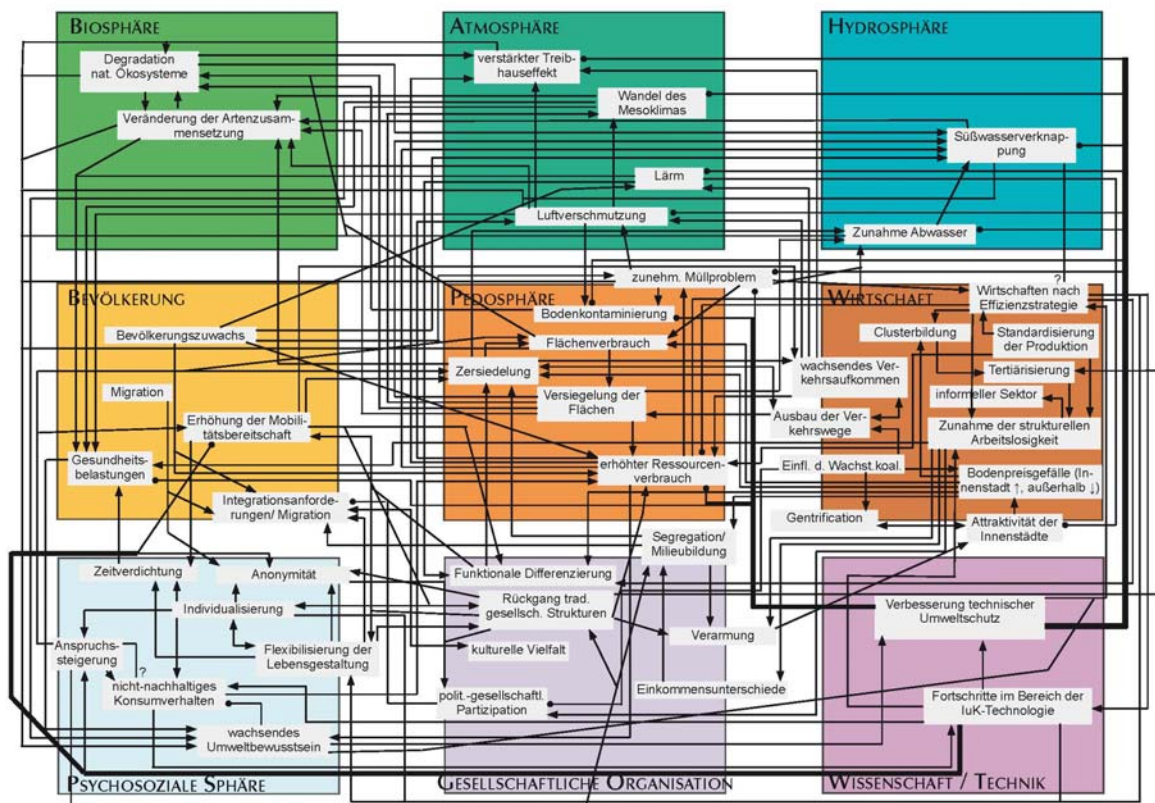 BIOSPHÄRE
Degradation
nat. Ökosysteme
Veränderung der Artenzusam-
mensetzung
ATMOSPHÄRE
verstärkter Treib-
hauseffekt
Wandel des
Mesoklimas
Lärm
Luftverschmutzung
HYDROSPHÄRE
Süßwasserverknap-
pung
Zunahme Abwasser
BEVÖLKERUNG
Bevölkerungszuwachs
Migration
Erhöhung der Mobili-
tätsbereitschaft
Gesundheits-
belastungen
Integrationsanforde-
rungen/ Migration
zunehm. Müllproblem
PEDOSPHÄRE
Bodenkontaminierung
Flächenverbrauch
Zersiedelung
Versiegelung der
Flächen
erhöhter Ressourcen-
verbrauch
?
WIRTSCHAFT
Wirtschaften nach
Effizienzstrategie
Clusterbildung
Standardisierung
der Produktion
wachsendes Ver-
kehrsaufkommen
Tertiärisierung
informeller Sektor
Ausbau der Ver-
kehrswege
Zunahme der strukturellen
Arbeitslosigkeit
Einfl. d. Wachst.koal.
Bodenpreisgefälle (In-
nenstadt ↑, außerhalb ↓)
Gentrification
Attraktivität der
Innenstädte
Zeitverdichtung
Anonymität
Individualisierung
Anspruchs-
steigerung
?
Flexibilisierung der
Lebensgestaltung
nicht-nachhaltiges
Konsumverhalten
wachsendes
Umweltbewusstsein
PSYCHOSOZIALE SPHÄRE
Segregation/
Milieubildung
Funktionale Differenzierung
Rückgang trad.
gesellsch. Strukturen
Verarmung
kulturelle Vielfalt
Einkommensunterschiede
polit.-gesellschaftl.
Partizipation
GESELLSCHAFTLICHE ORGANISATION
Verbesserung technischer
Umweltschutz
Fortschritte im Bereich der
IuK-Technologie
WISSENSCHAFT / TECHNIK